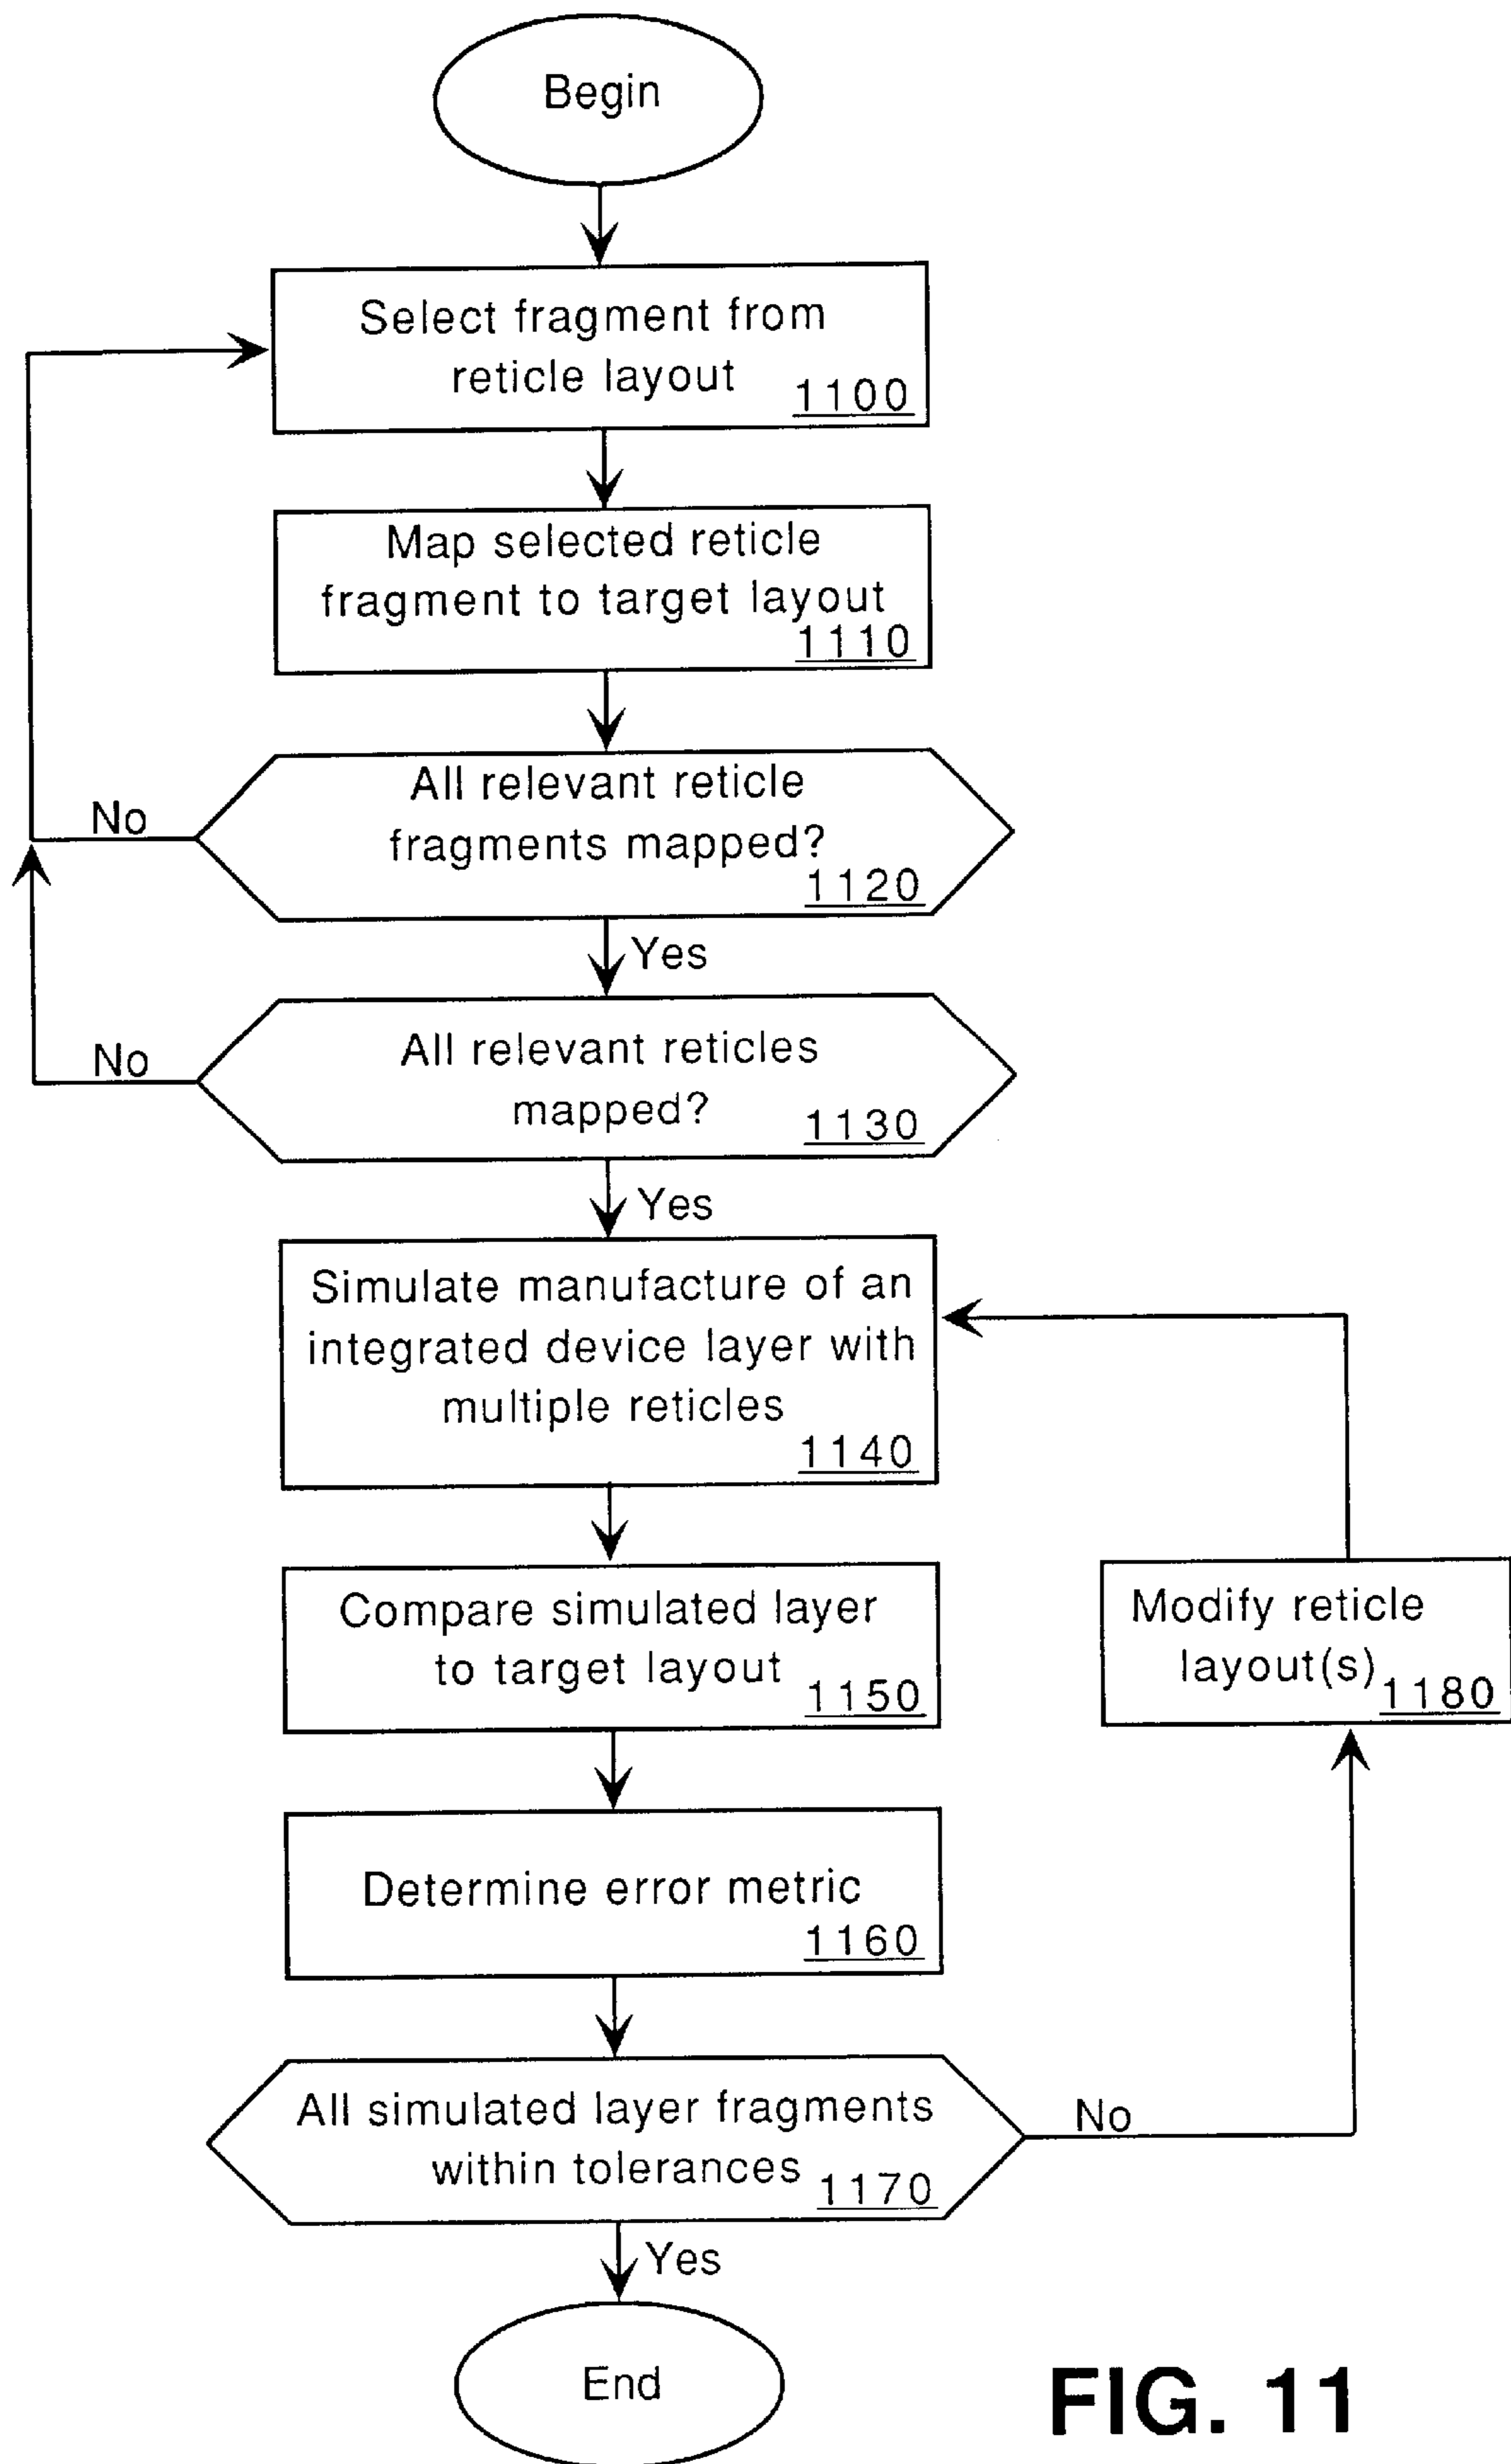 Begin
Select fragment from
reticle layout
1100
Map selected reticle
fragment to target layout
1110
All relevant reticle
fragments mapped?
1120
No
Yes
All relevant reticles
mapped?
1130
No
Yes
Simulate manufacture of an
integrated device layer with
multiple reticles
1140
Compare simulated layer
to target layout
1150
Modify reticle
layout(s)
1180
Determine error metric
1160
All simulated layer fragments
within tolerances
1170
No
Yes
End
FIG. 11